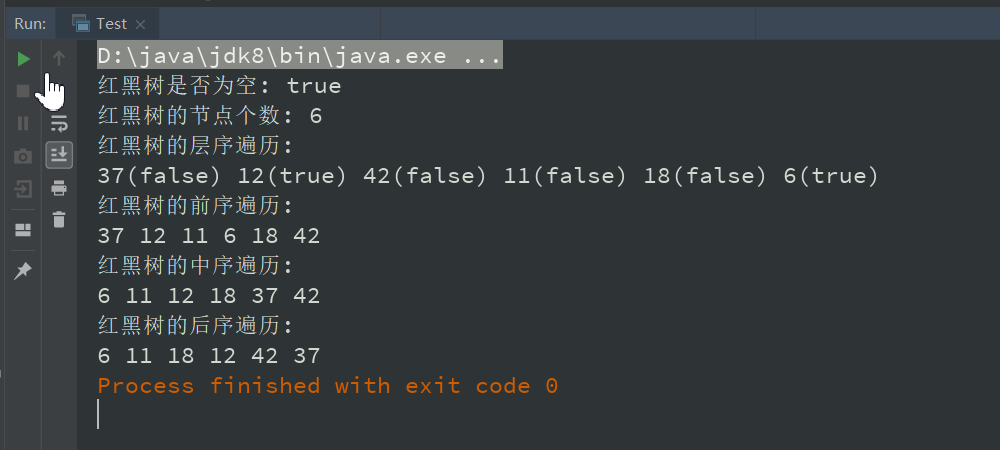 Run: Test ×
D:\java\jdk8\bin\java.exe ...
红黑树是否为空: true
红黑树的节点个数: 6
红黑树的层序遍历:
37(false) 12(true) 42(false) 11(false) 18(false) 6(true)
红黑树的前序遍历:
37 12 11 6 18 42
红黑树的中序遍历:
6 11 12 18 37 42
红黑树的后序遍历:
6 11 18 12 42 37
Process finished with exit code 0